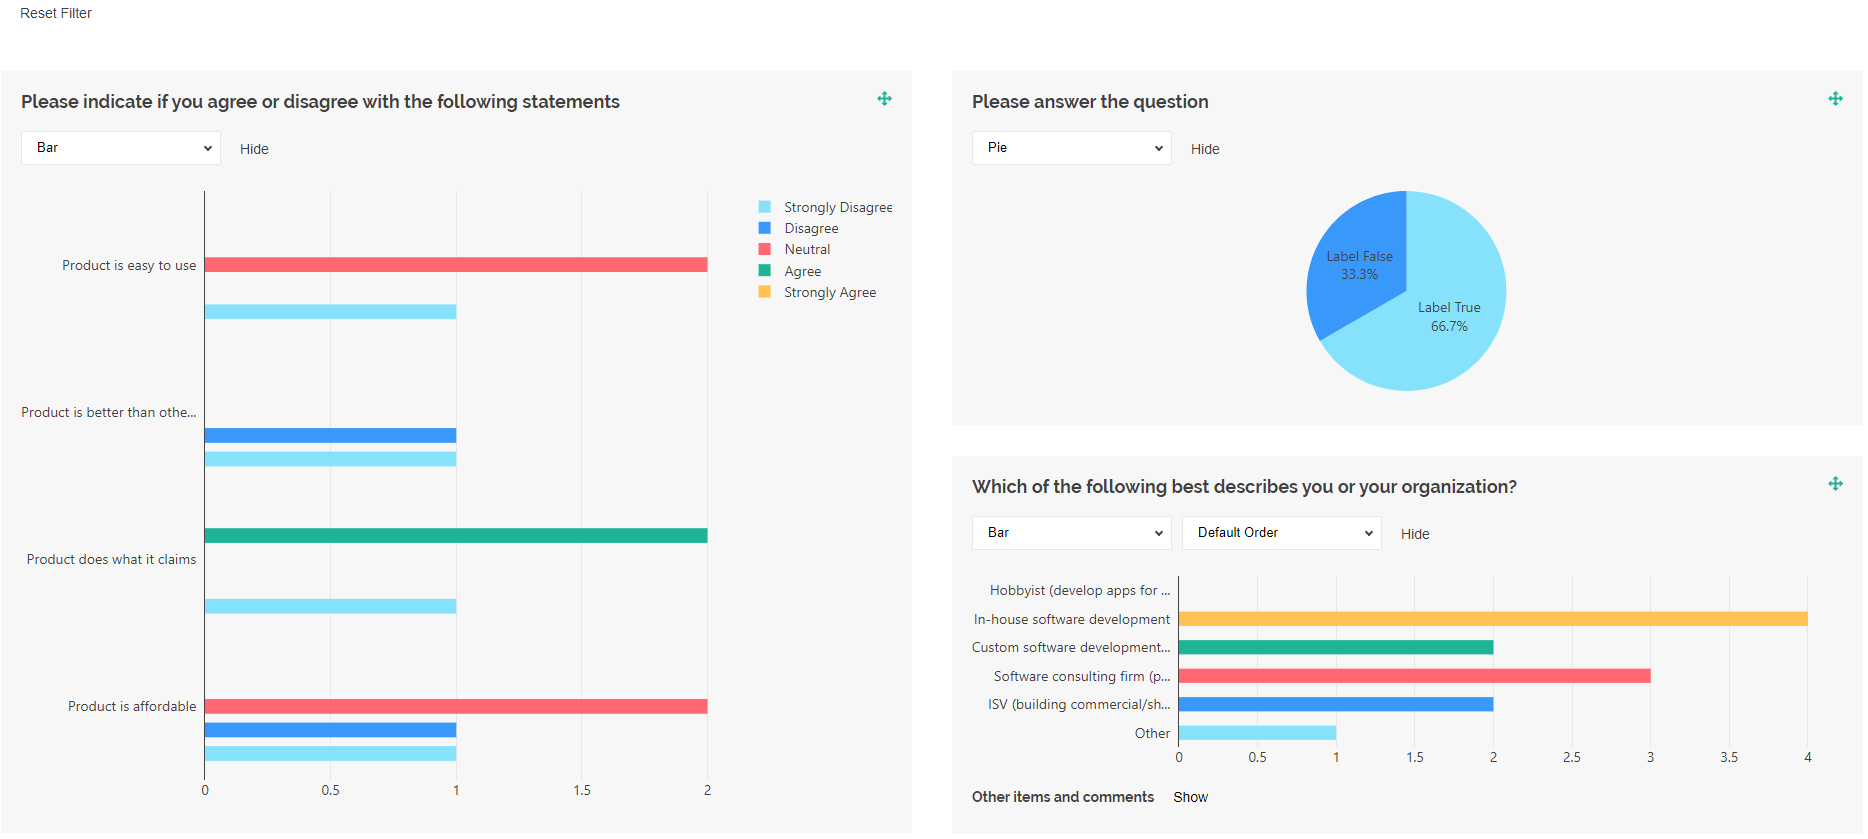 Reset Filter
Please indicate if you agree or disagree with the following statements
Bar
Hide
Strongly Disagree
Disagree
Neutral
Agree
Strongly Agree
Product is easy to use
Product is better than othe...
Product does what it claims
Product is affordable
0 0.5 1 1.5 2
Please answer the question
Pie
Hide
Label False
33.3%
Label True
66.7%
Which of the following best describes you or your organization?
Bar
Default Order
Hide
Hobbyist (develop apps for ...
In-house software development
Custom software development...
Software consulting firm (p...
ISV (building commercial/sh...
Other
0 0.5 1 1.5 2 2.5 3 3.5 4
Other items and comments Show